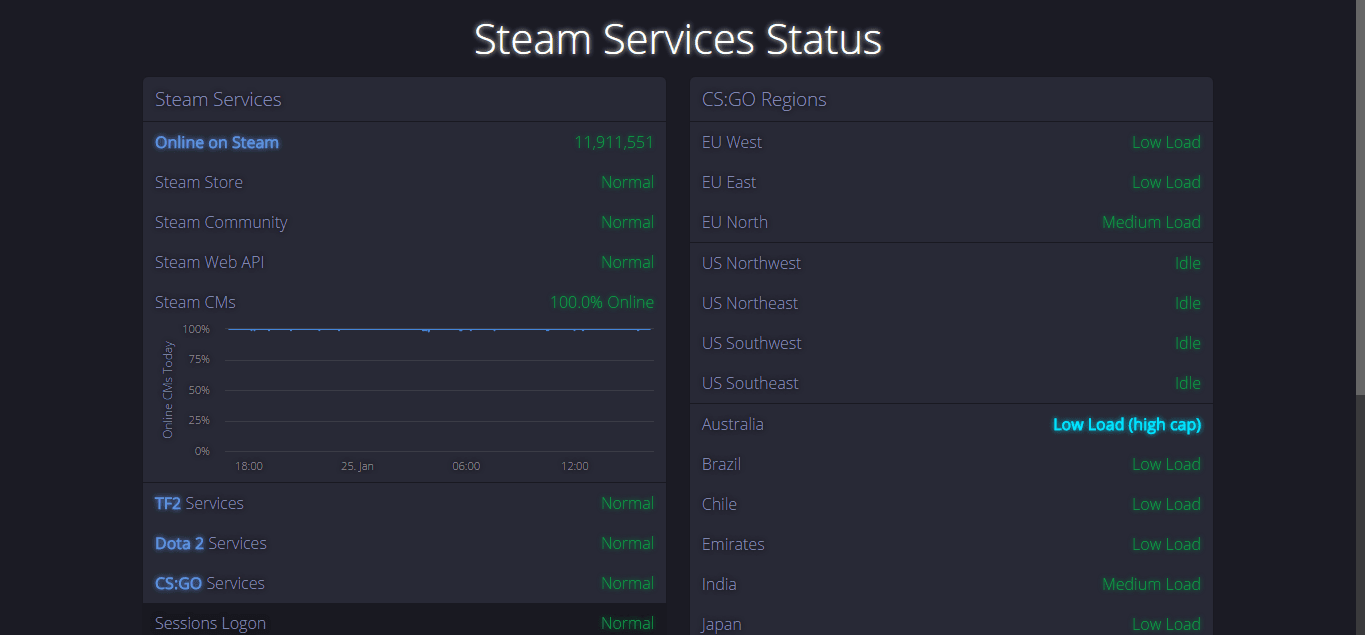 Steam Services Status
Steam Services
Online on Steam 11,911,551
Steam Store Normal
Steam Community Normal
Steam Web API Normal
Steam CMs 100.0% Online
Online CMs Today
100%
75%
50%
25%
0%
18:00 25. Jan 06:00 12:00
TF2 Services Normal
Dota 2 Services Normal
CS:GO Services Normal
Sessions Logon Normal
CS:GO Regions
EU West Low Load
EU East Low Load
EU North Medium Load
US Northwest Idle
US Northeast Idle
US Southwest Idle
US Southeast Idle
Australia Low Load (high cap)
Brazil Low Load
Chile Low Load
Emirates Low Load
India Medium Load
Japan Low Load